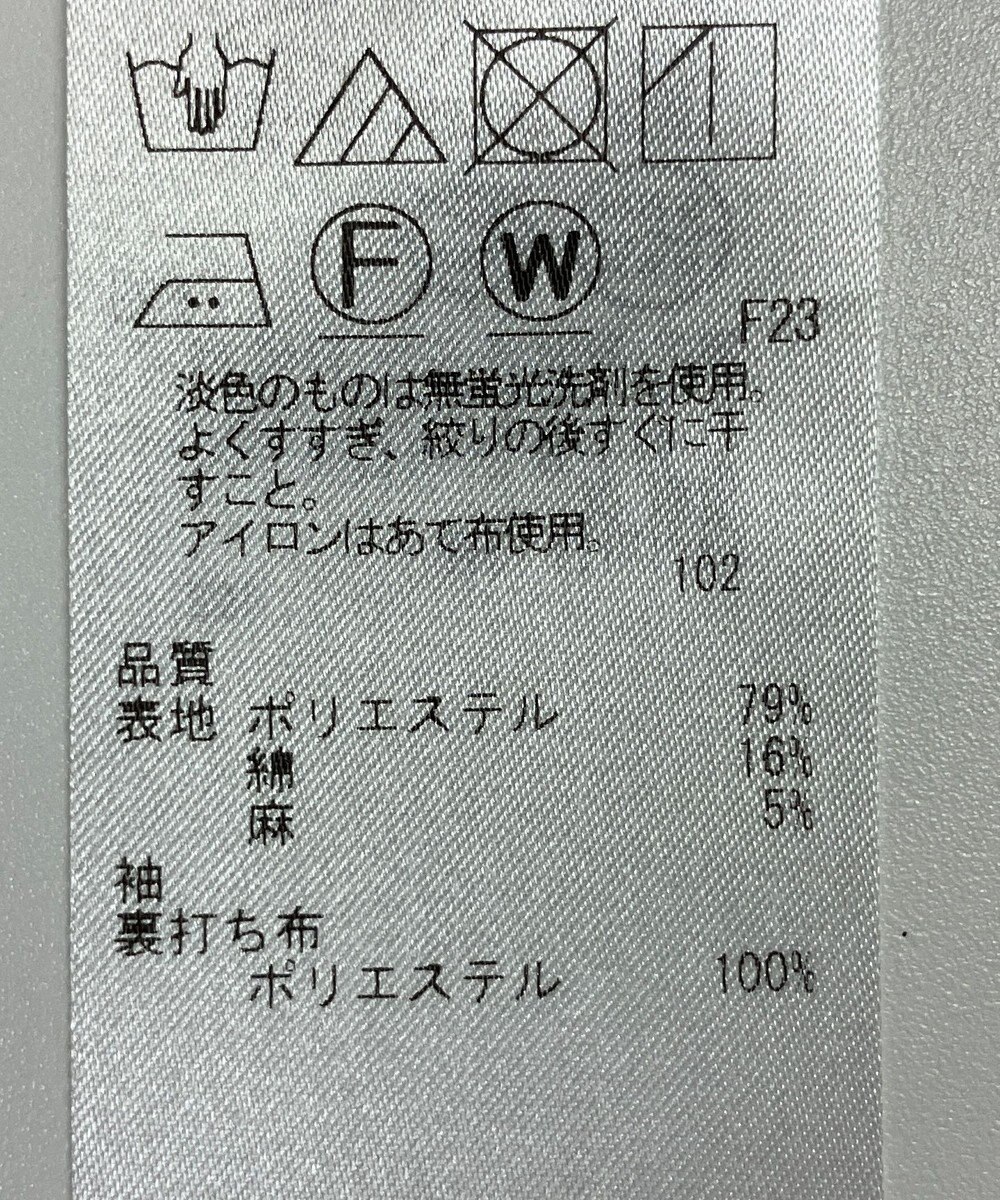 F W
F23
淡色のものは無蛍光洗剤を使用。
よくすすぎ、絞りの後すぐに干
すこと。
アイロンはあて布使用。
102
品質
表地 ポリエステル 79%
綿 16%
麻 5%
袖
裏打ち布
ポリエステル 100%